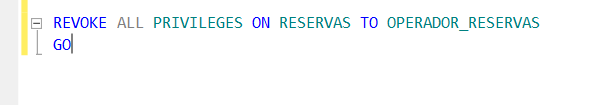 REVOKE ALL PRIVILEGES ON RESERVAS TO OPERADOR_RESERVAS
GO